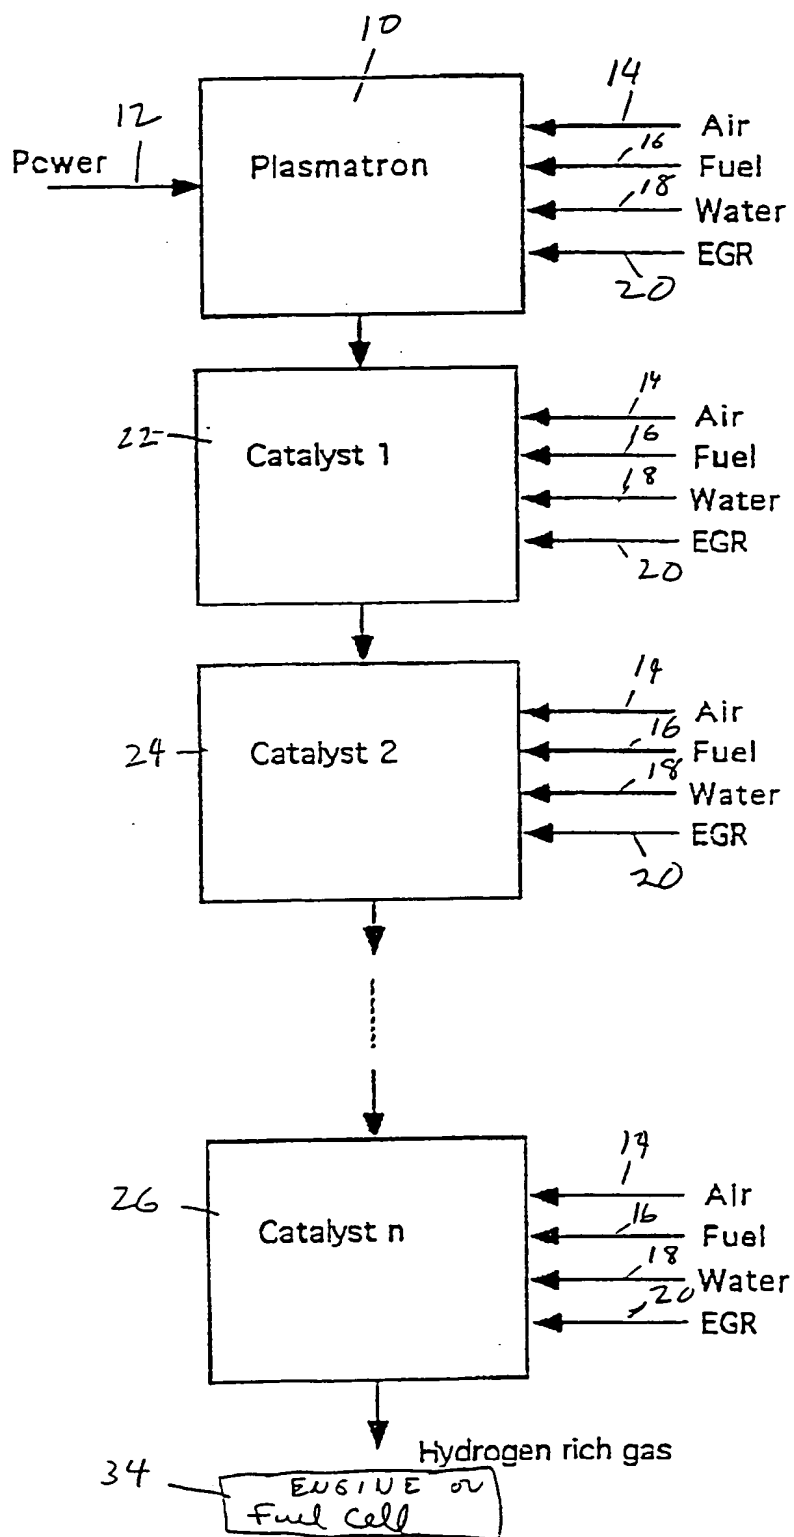 10
12
Power
Plasmatron
14
Air
16
Fuel
18
Water
EGR
20
22
Catalyst 1
14
Air
16
Fuel
18
Water
EGR
20
24
Catalyst 2
14
Air
16
Fuel
18
Water
EGR
20
26
Catalyst n
14
Air
16
Fuel
18
Water
20
EGR
Hydrogen rich gas
34
ENGINE or
Fuel Cell